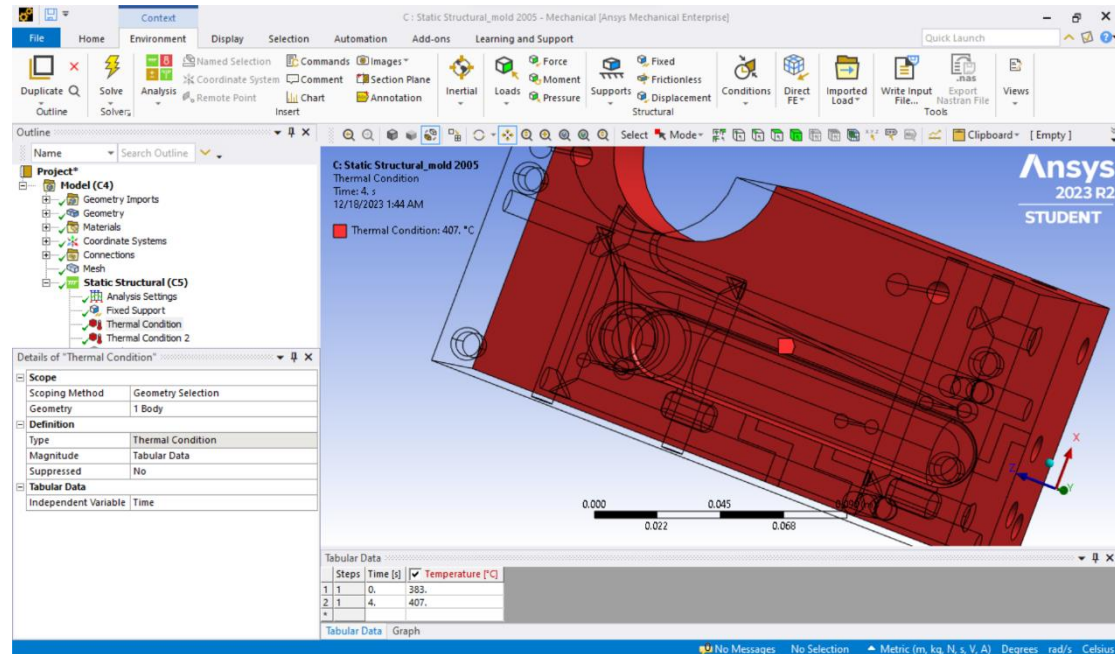 Context
C : Static Structural_mold 2005 - Mechanical [Ansys Mechanical Enterprise]
File Home Environment Display Selection Automation Add-ons Learning and Support
Quick Launch
Duplicate
Outline
Solve
Solver
Analysis
Named Selection
Coordinate System
Remote Point
Commands
Comment
Chart
Images
Section Plane
Annotation
Insert
Inertial
Loads
Force
Moment
Pressure
Supports
Fixed
Frictionless
Displacement
Structural
Conditions
Direct
FE
Imported
Load
Write Input
File...
.nas
Export
Nastran File
Tools
Views
Outline
Name Search Outline
Select Mode Clipboard [ Empty ]
Project*
Model (C4)
Geometry Imports
Geometry
Materials
Coordinate Systems
Connections
Mesh
Static Structural (C5)
Analysis Settings
Fixed Support
Thermal Condition
Thermal Condition 2
Details of "Thermal Condition"
Scope
Scoping Method Geometry Selection
Geometry 1 Body
Definition
Type Thermal Condition
Magnitude Tabular Data
Suppressed No
Tabular Data
Independent Variable Time
C: Static Structural_mold 2005
Thermal Condition
Time: 4. s
12/18/2023 1:44 AM
Thermal Condition: 407. °C
Ansys
2023 R2
STUDENT
X
Z
Y
0.000 0.045
0.022 0.068
Tabular Data
Steps Time [s] Temperature [°C]
1 1 0. 383.
2 1 4. 407.
*
Tabular Data Graph
No Messages No Selection Metric (m, kg, N, s, V, A) Degrees rad/s Celsius